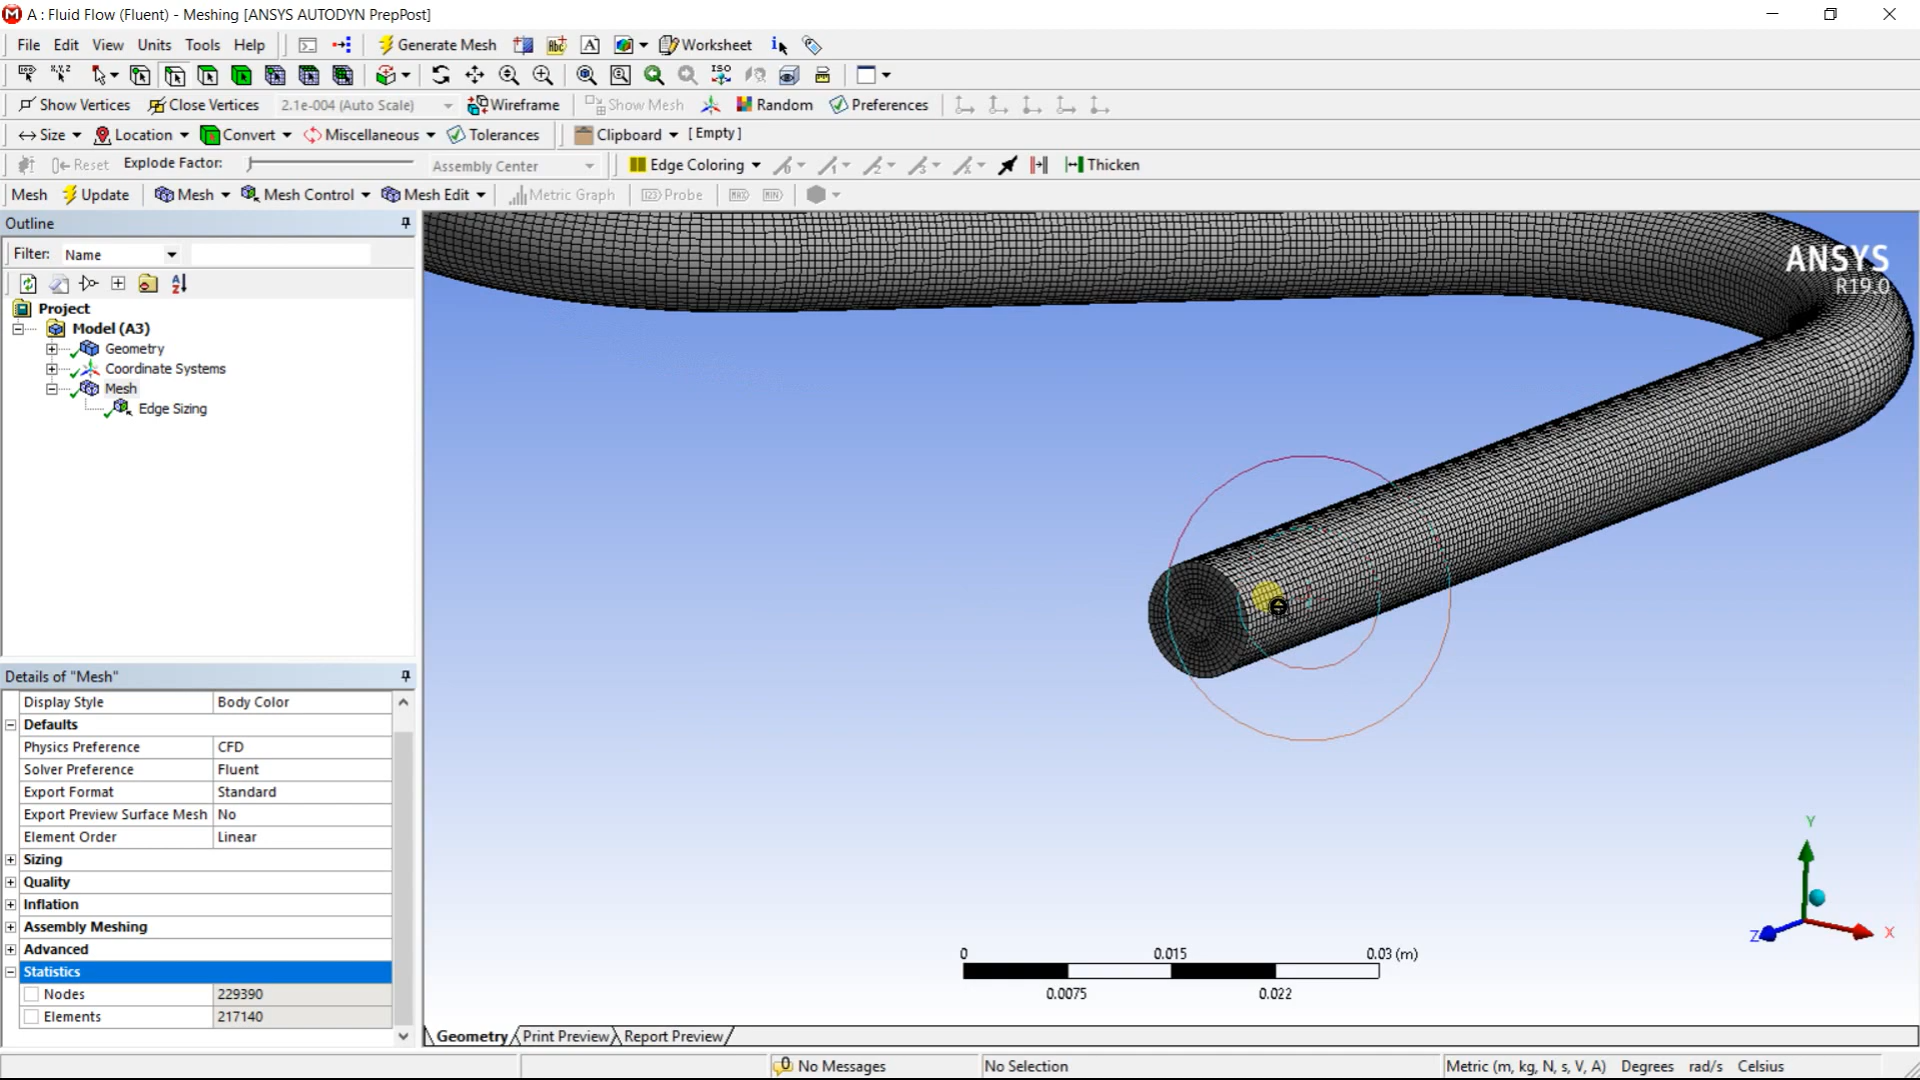 A : Fluid Flow (Fluent) - Meshing [ANSYS AUTODYN PrepPost]
File Edit View Units Tools Help Generate Mesh Worksheet
ISO
Show Vertices Close Vertices 2.1e-004 (Auto Scale) Wireframe Show Mesh Random Preferences
Size Location Convert Miscellaneous Tolerances Clipboard [ Empty ]
Reset Explode Factor: Assembly Center Edge Coloring Thicken
Mesh Update Mesh Mesh Control Mesh Edit Metric Graph Probe MAX MIN
Outline
Filter: Name
Project
Model (A3)
Geometry
Coordinate Systems
Mesh
Edge Sizing
Details of "Mesh"
Display Style Body Color
Defaults
Physics Preference CFD
Solver Preference Fluent
Export Format Standard
Export Preview Surface Mesh No
Element Order Linear
Sizing
Quality
Inflation
Assembly Meshing
Advanced
Statistics
Nodes 229390
Elements 217140
ANSYS
R19.0
Y
Z
X
0 0.015 0.03 (m)
0.0075 0.022
Geometry Print Preview Report Preview
No Messages No Selection Metric (m, kg, N, s, V, A) Degrees rad/s Celsius